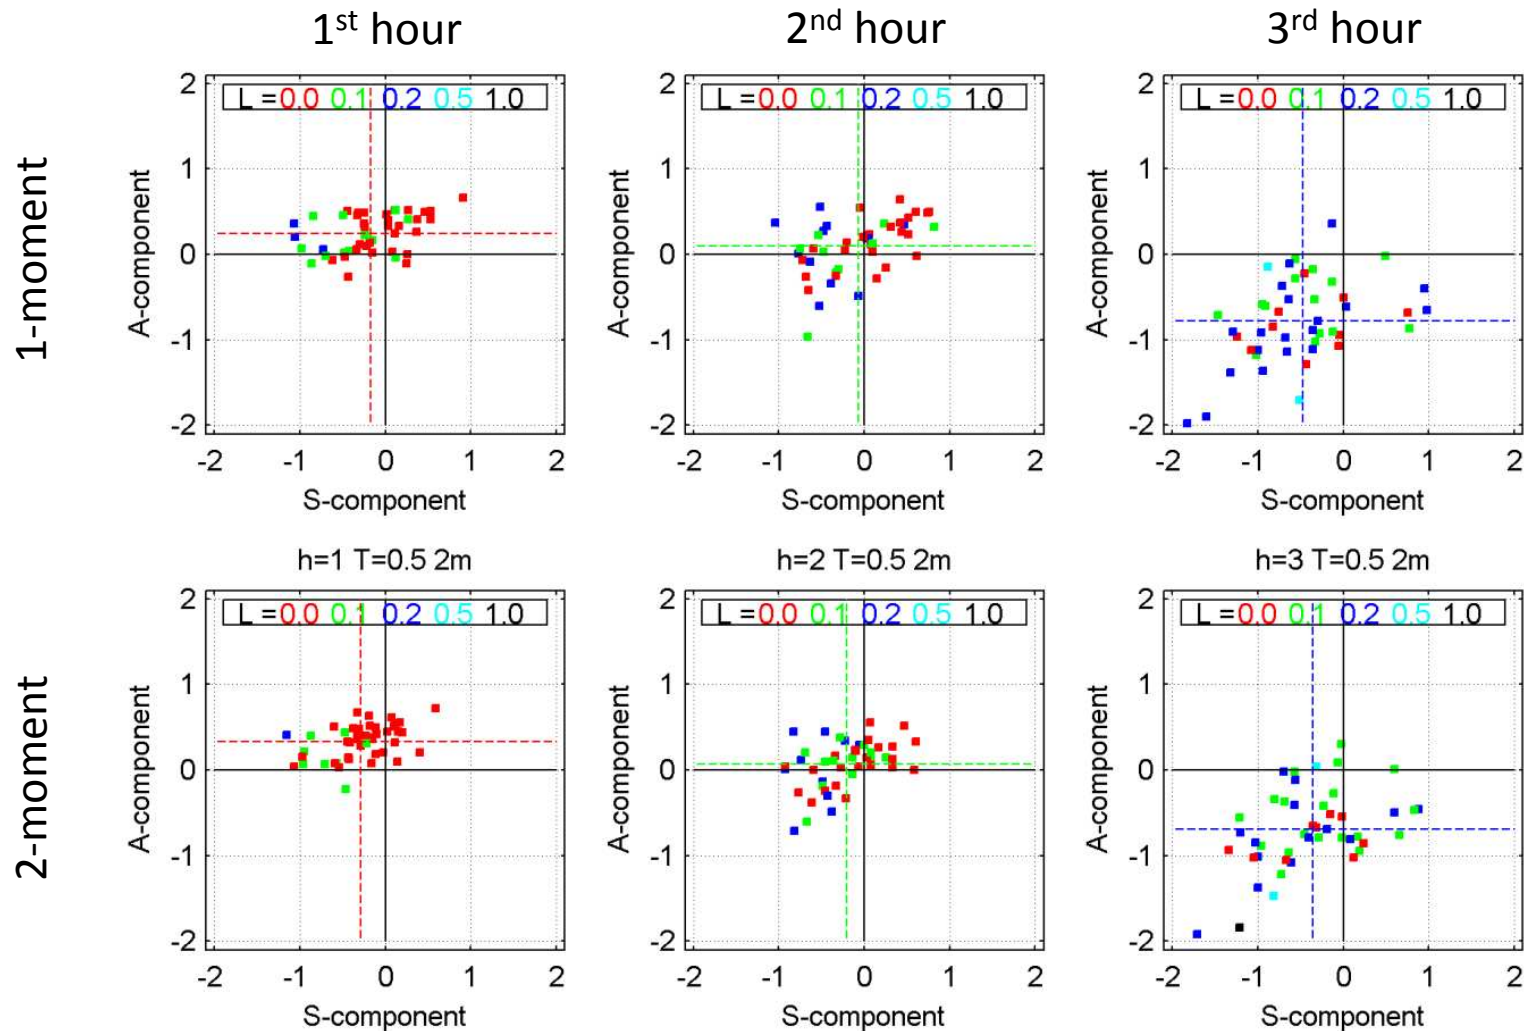 1st hour 2nd hour 3rd hour
1-moment
L =0.0 0.1 0.2 0.5 1.0
2
1
0
-1
-2
A-component
-2 -1 0 1 2
S-component
L =0.0 0.1 0.2 0.5 1.0
2
1
0
-1
-2
A-component
-2 -1 0 1 2
S-component
L =0.0 0.1 0.2 0.5 1.0
2
1
0
-1
-2
A-component
-2 -1 0 1 2
S-component
2-moment
h=1 T=0.5 2m
L =0.0 0.1 0.2 0.5 1.0
2
1
0
-1
-2
A-component
-2 -1 0 1 2
S-component
h=2 T=0.5 2m
L =0.0 0.1 0.2 0.5 1.0
2
1
0
-1
-2
A-component
-2 -1 0 1 2
S-component
h=3 T=0.5 2m
L =0.0 0.1 0.2 0.5 1.0
2
1
0
-1
-2
A-component
-2 -1 0 1 2
S-component